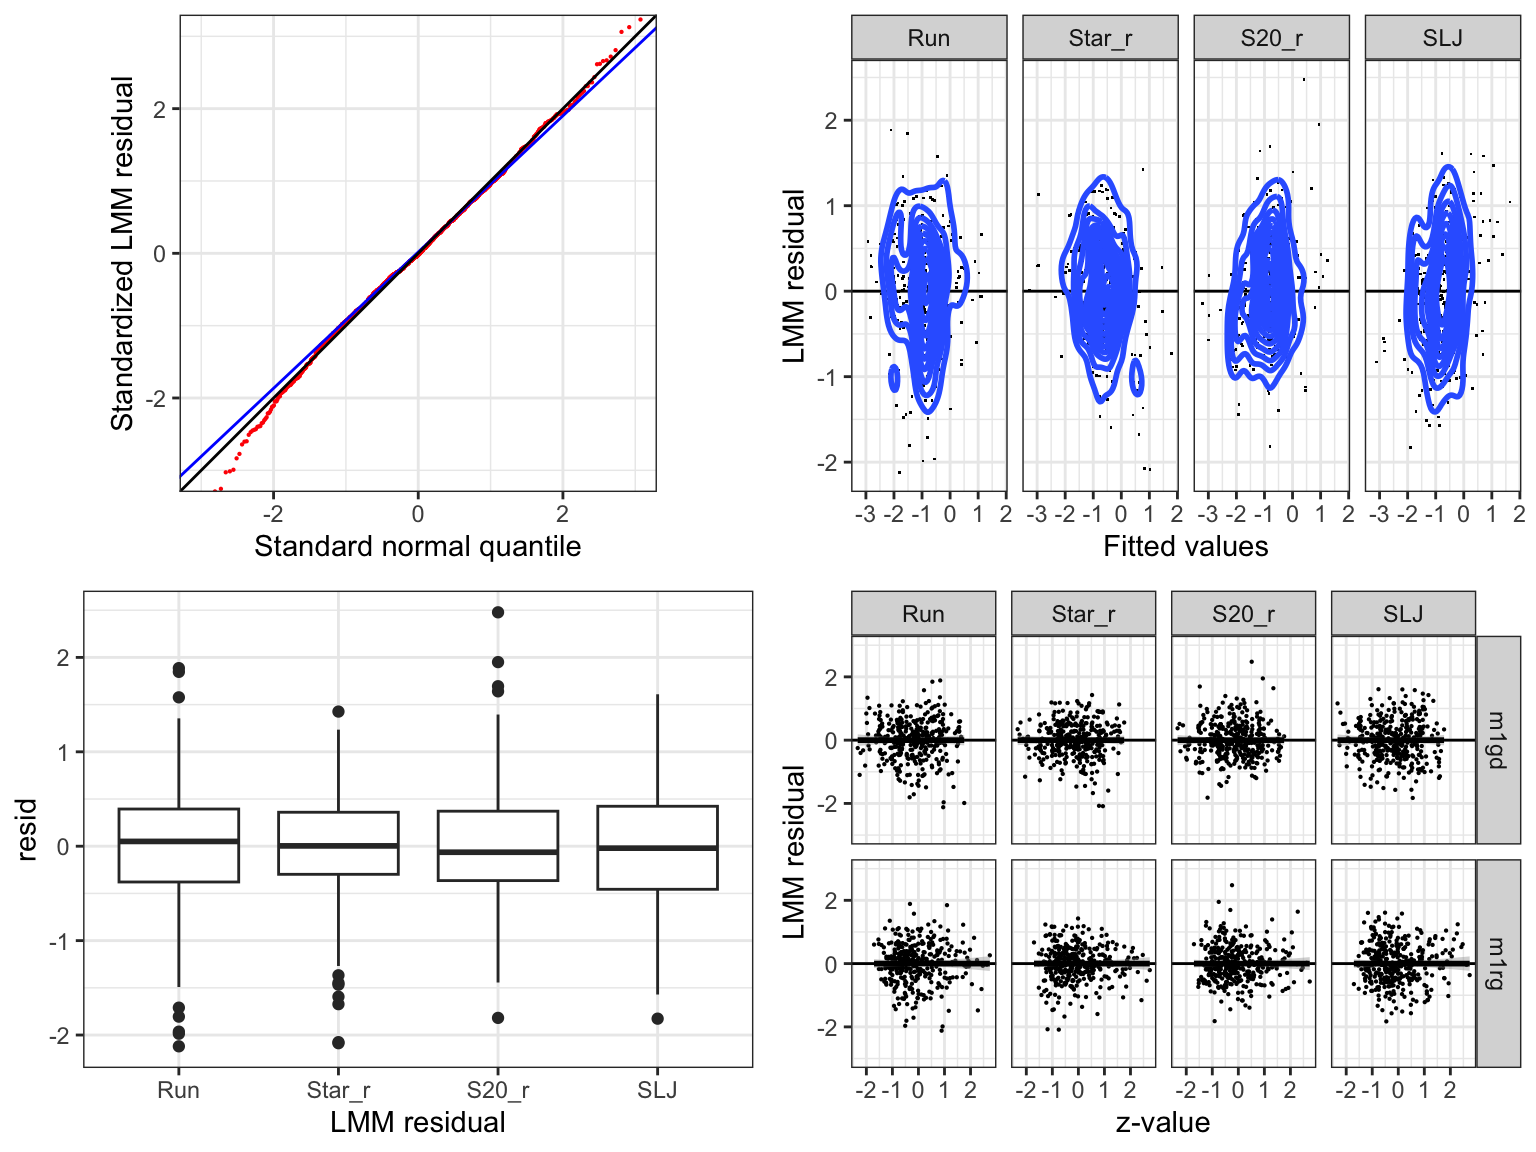 Standardized LMM residual
2
0
-2
-2 0 2
Standard normal quantile
Run Star_r S20_r SLJ
LMM residual
2
1
0
-1
-2
-3 -2 -1 0 1 2 -3 -2 -1 0 1 2 -3 -2 -1 0 1 2 -3 -2 -1 0 1 2
Fitted values
resid
2
1
0
-1
-2
Run Star_r S20_r SLJ
LMM residual
Run Star_r S20_r SLJ
LMM residual
2
0
-2
m1gd
2
0
-2
m1rg
-2 -1 0 1 2 -2 -1 0 1 2 -2 -1 0 1 2 -2 -1 0 1 2
z-value